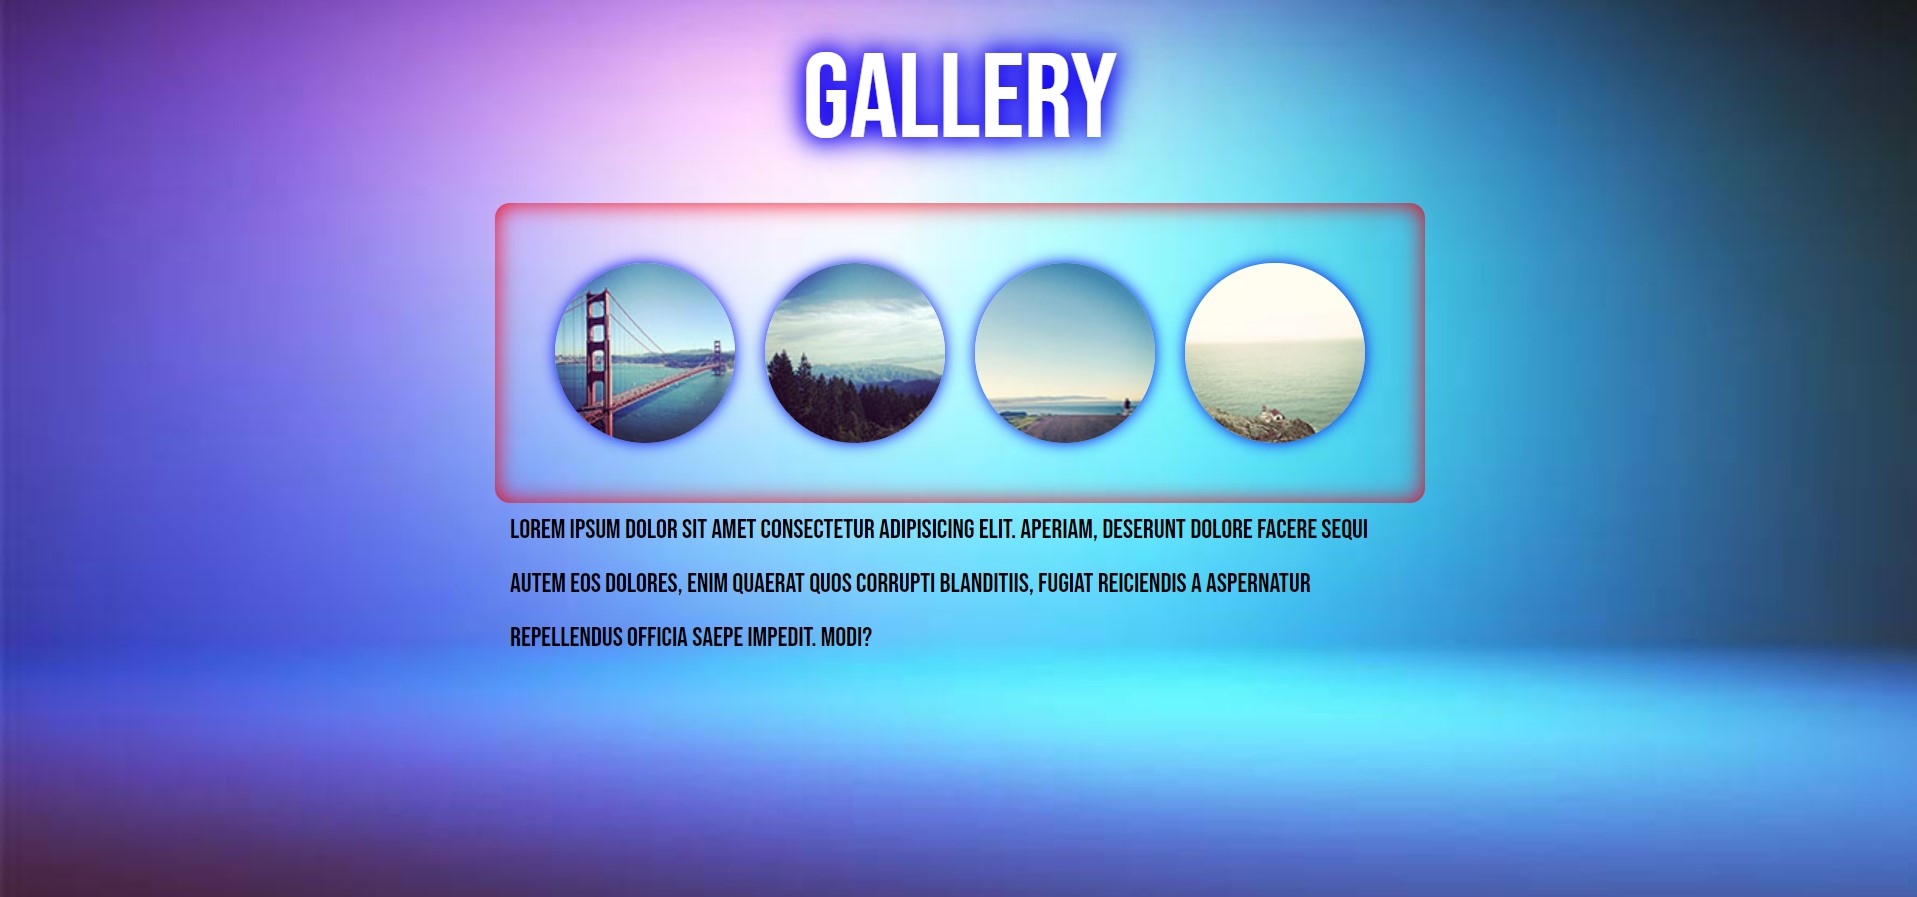 GALLERY
LOREM IPSUM DOLOR SIT AMET CONSECTETUR ADIPISICING ELIT. APERIAM, DESERUNT DOLORE FACERE SEQUI
AUTEM EOS DOLORES, ENIM QUAERAT QUOS CORRUPTI BLANDITIIS, FUGIAT REICIENDIS A ASPERNATUR
REPELLENDUS OFFICIA SAEPE IMPEDIT. MODI?